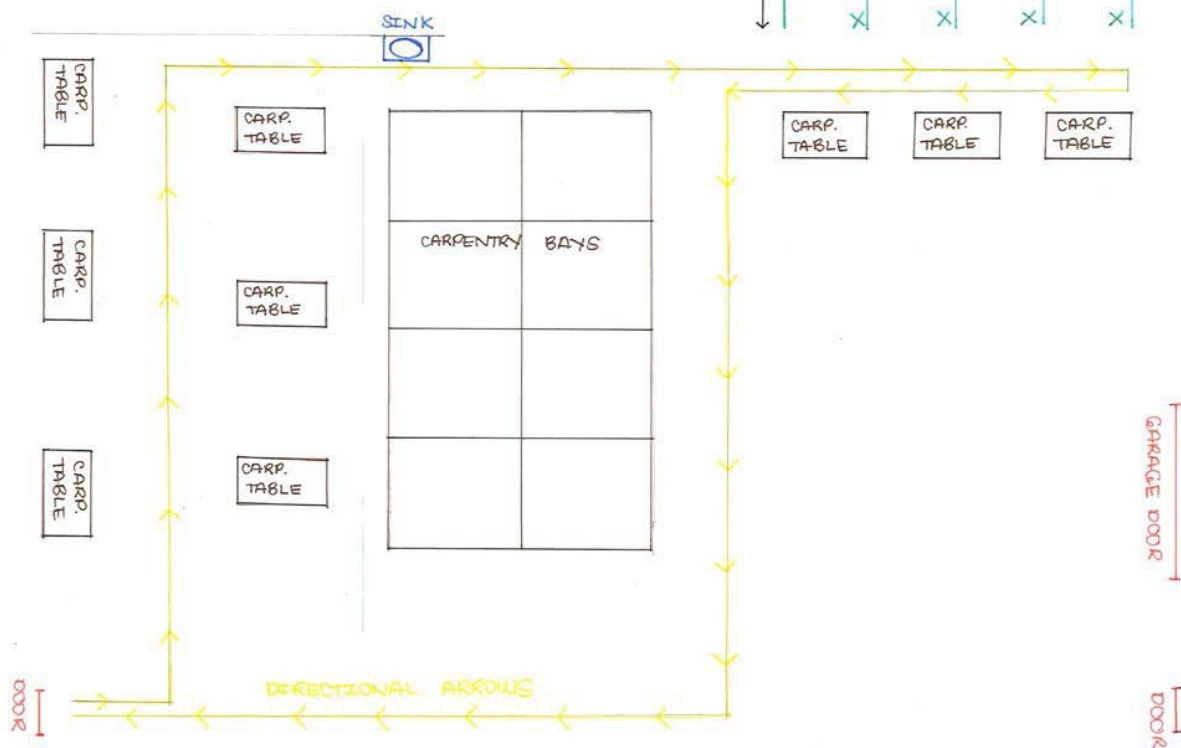 SINK
X X X X
CARP.
TABLE
CARP.
TABLE
CARP.
TABLE
CARP.
TABLE
CARP.
TABLE
CARPENTRY BAYS
CARP.
TABLE
CARP.
TABLE
CARP.
TABLE
CARP.
TABLE
GARAGE DOOR
DIRECTIONAL ARROWS
DOOR
DOOR